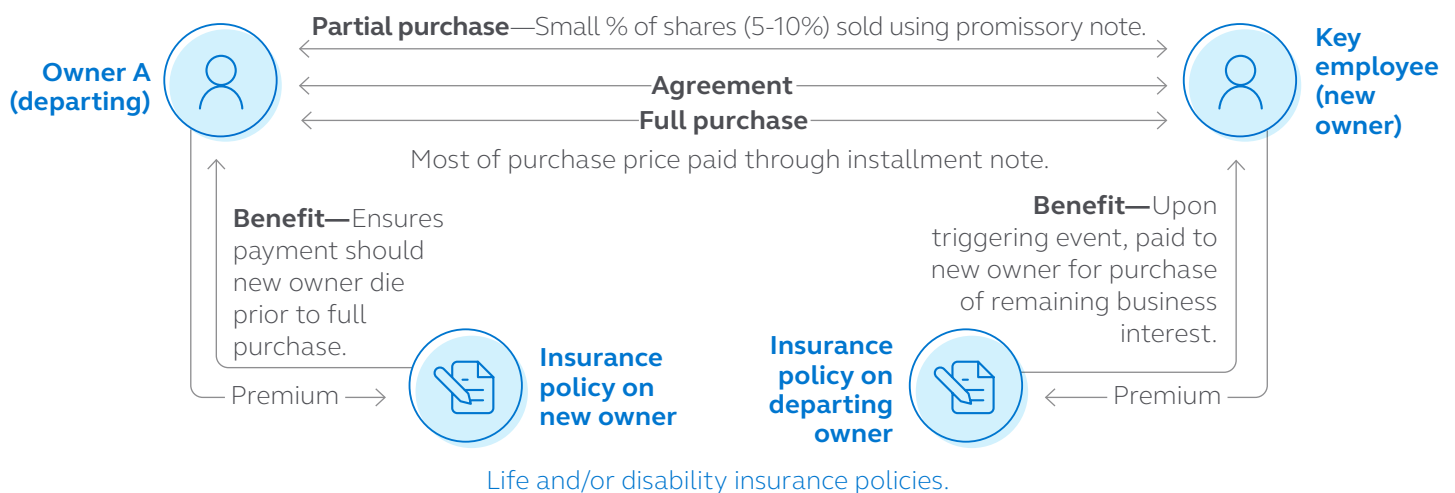 Partial purchase—Small % of shares (5-10%) sold using promissory note.
Owner A
(departing)
Key
employee
(new
owner)
Agreement
Full purchase
Most of purchase price paid through installment note.
Benefit—Ensures
payment should
new owner die
prior to full
purchase.
Benefit—Upon
triggering event, paid to
new owner for purchase
of remaining business
interest.
Premium
Insurance
policy on
new owner
Insurance
policy on
departing
owner
Premium
Life and/or disability insurance policies.